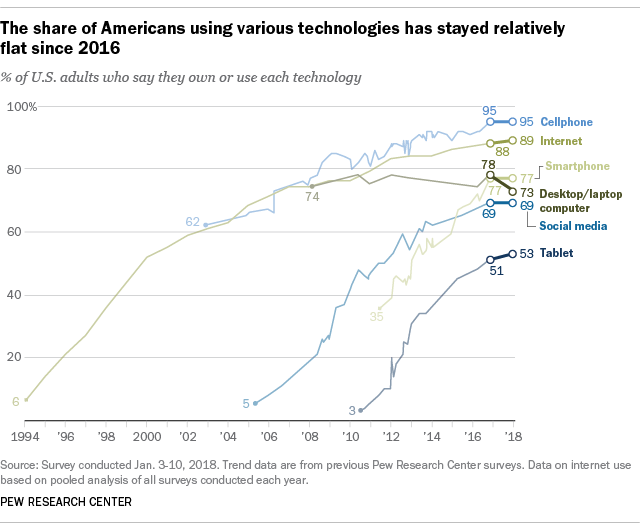 The share of Americans using various technologies has stayed relatively
flat since 2016
% of U.S. adults who say they own or use each technology
100%
95
95 Cellphone
89 Internet
88
Smartphone
80
78
77
77
74
73 Desktop/laptop
computer
69
69
Social media
62
60
53 Tablet
51
40
35
20
6
5
3
1994 '96 '98 2000 '02 '04 '06 '08 '10 '12 '14 '16 '18
Source: Survey conducted Jan. 3-10, 2018. Trend data are from previous Pew Research Center surveys. Data on internet use
based on pooled analysis of all surveys conducted each year.
PEW RESEARCH CENTER